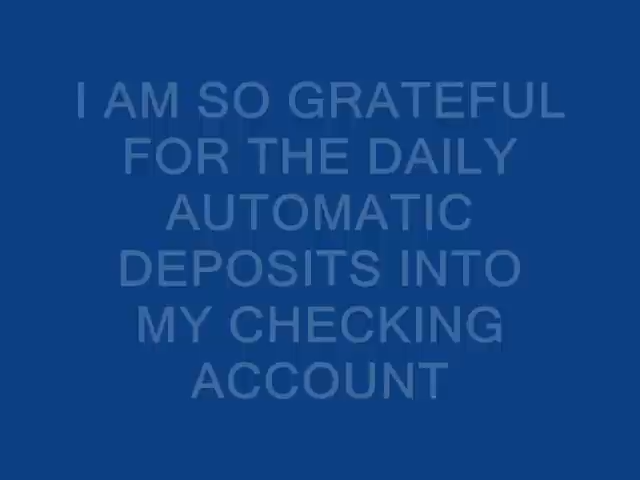 I AM SO GRATEFUL
FOR THE DAILY
AUTOMATIC
DEPOSITS INTO
MY CHECKING
ACCOUNT